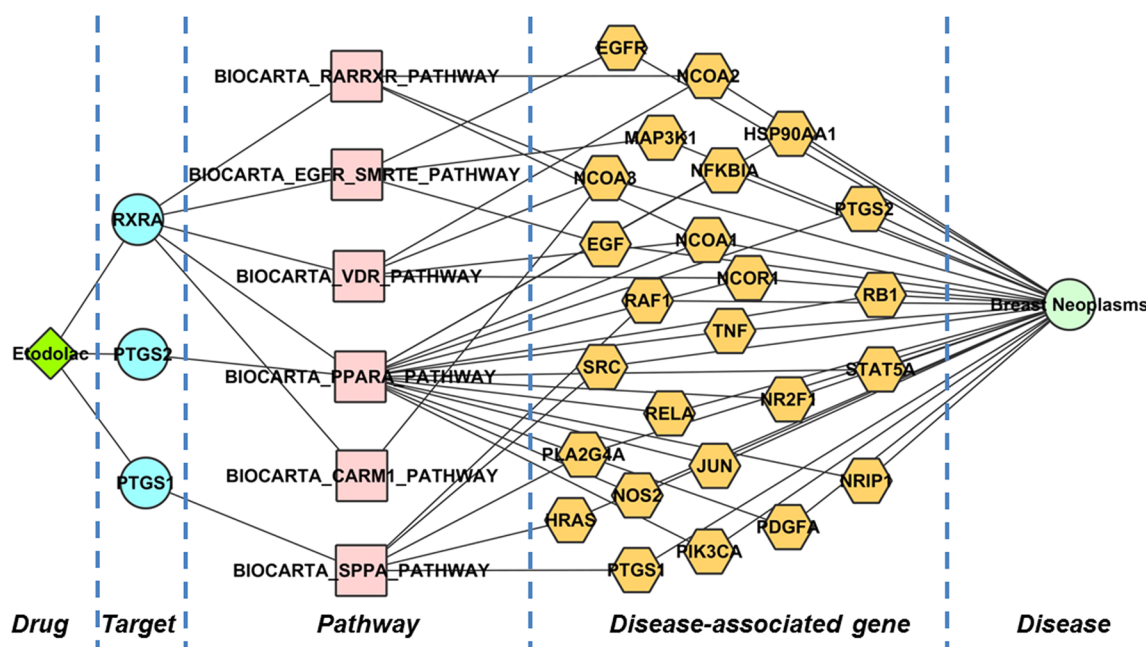 EGFR
BIOCARTA_RARRXR_PATHWAY
NCOA2
MAP3K1
HSP90AA1
BIOCARTA_EGFR_SMRTE_PATHWAY
NCOA3
NFKBIA
RXRA
PTGS2
EGF
NCOA1
BIOCARTA_VDR_PATHWAY
NCOR1
RAF1
RB1
Breast Neoplasms
TNF
Etodolac
PTGS2
BIOCARTA_PPARA_PATHWAY
SRC
STAT5A
RELA
NR2F1
PLA2G4A
JUN
BIOCARTA_CARM1_PATHWAY
PTGS1
NOS2
NRIP1
HRAS
PDGFA
PIK3CA
BIOCARTA_SPPA_PATHWAY
PTGS1
Drug
Target
Pathway
Disease-associated gene
Disease